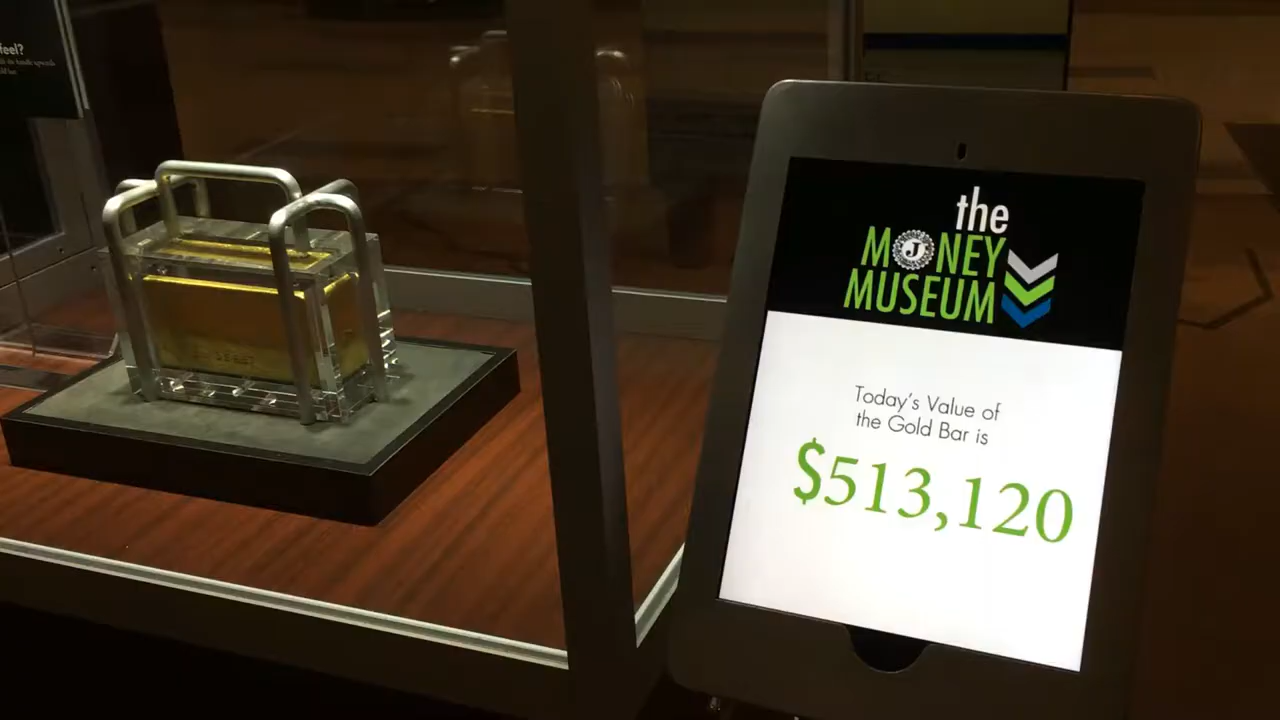 feel?
the
MONEY
MUSEUM
Today's Value of
the Gold Bar is
$513,120